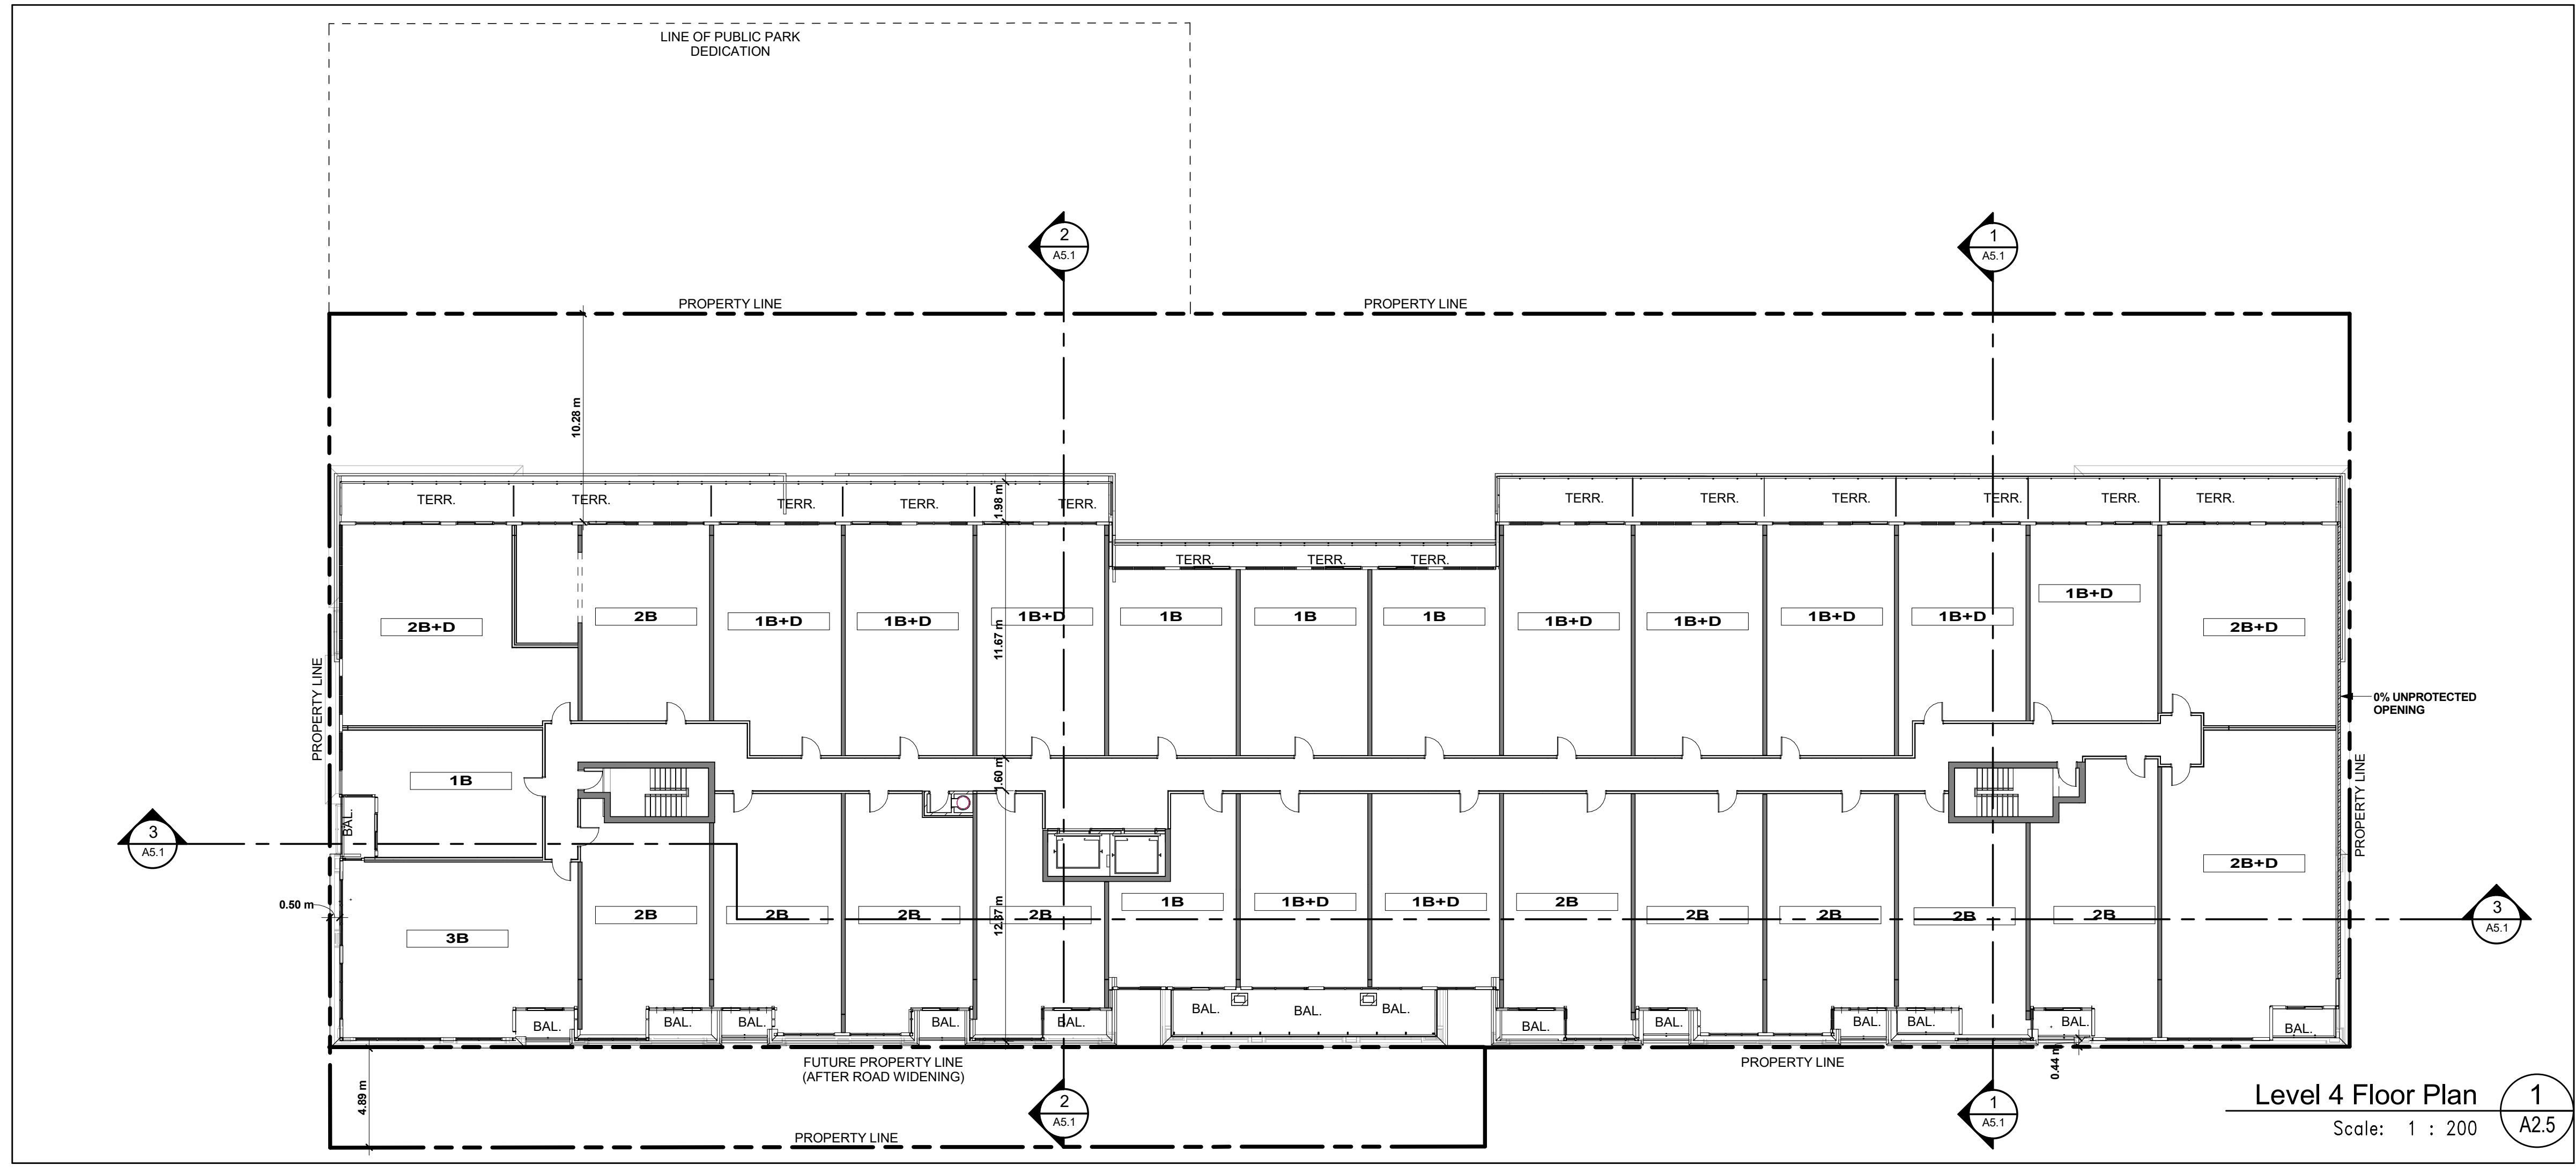 LINE OF PUBLIC PARK
DEDICATION
2
A5.1
1
A5.1
PROPERTY LINE
PROPERTY LINE
10.28 m
TERR.
TERR.
TERR.
TERR.
1.98 m
TERR.
TERR.
TERR.
TERR.
TERR.
TERR.
TERR.
TERR.
TERR.
TERR.
2B+D
2B
1B+D
1B+D
1B+D
11.67 m
1B
1B
1B
1B+D
1B+D
1B+D
1B+D
1B+D
2B+D
PROPERTY LINE
0% UNPROTECTED
OPENING
1B
1.60 m
BAL.
PROPERTY LINE
3
A5.1
2B+D
0.50 m
3B
2B
2B
2B
12.87 m
2B
1B
1B+D
1B+D
2B
2B
2B
2B
2B
3
A5.1
BAL.
BAL.
BAL.
BAL.
BAL.
BAL.
BAL.
BAL.
BAL.
BAL.
BAL.
BAL.
BAL.
BAL.
FUTURE PROPERTY LINE
(AFTER ROAD WIDENING)
PROPERTY LINE
0.44 m
4.89 m
2
A5.1
1
A5.1
PROPERTY LINE
Level 4 Floor Plan
Scale: 1 : 200
1
A2.5